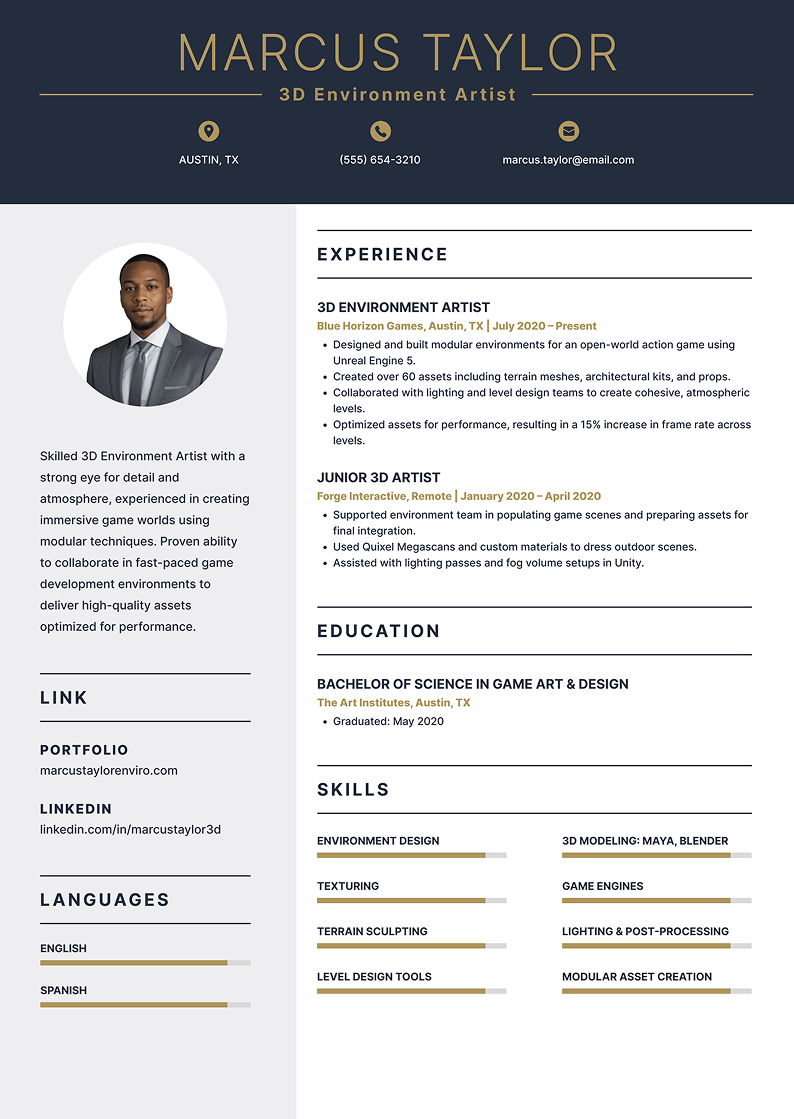 MARCUS TAYLOR
3D Environment Artist
AUSTIN, TX
(555) 654-3210
marcus.taylor@email.com
Skilled 3D Environment Artist with a
strong eye for detail and
atmosphere, experienced in creating
immersive game worlds using
modular techniques. Proven ability
to collaborate in fast-paced game
development environments to
deliver high-quality assets
optimized for performance.
LINK
PORTFOLIO
marcustaylorenviro.com
LINKEDIN
linkedin.com/in/marcustaylor3d
LANGUAGES
ENGLISH
SPANISH
EXPERIENCE
3D ENVIRONMENT ARTIST
Blue Horizon Games, Austin, TX | July 2020 – Present
• Designed and built modular environments for an open-world action game using
Unreal Engine 5.
• Created over 60 assets including terrain meshes, architectural kits, and props.
• Collaborated with lighting and level design teams to create cohesive, atmospheric
levels.
• Optimized assets for performance, resulting in a 15% increase in frame rate across
levels.
JUNIOR 3D ARTIST
Forge Interactive, Remote | January 2020 – April 2020
• Supported environment team in populating game scenes and preparing assets for
final integration.
• Used Quixel Megascans and custom materials to dress outdoor scenes.
• Assisted with lighting passes and fog volume setups in Unity.
EDUCATION
BACHELOR OF SCIENCE IN GAME ART & DESIGN
The Art Institutes, Austin, TX
• Graduated: May 2020
SKILLS
ENVIRONMENT DESIGN
3D MODELING: MAYA, BLENDER
TEXTURING
GAME ENGINES
TERRAIN SCULPTING
LIGHTING & POST-PROCESSING
LEVEL DESIGN TOOLS
MODULAR ASSET CREATION